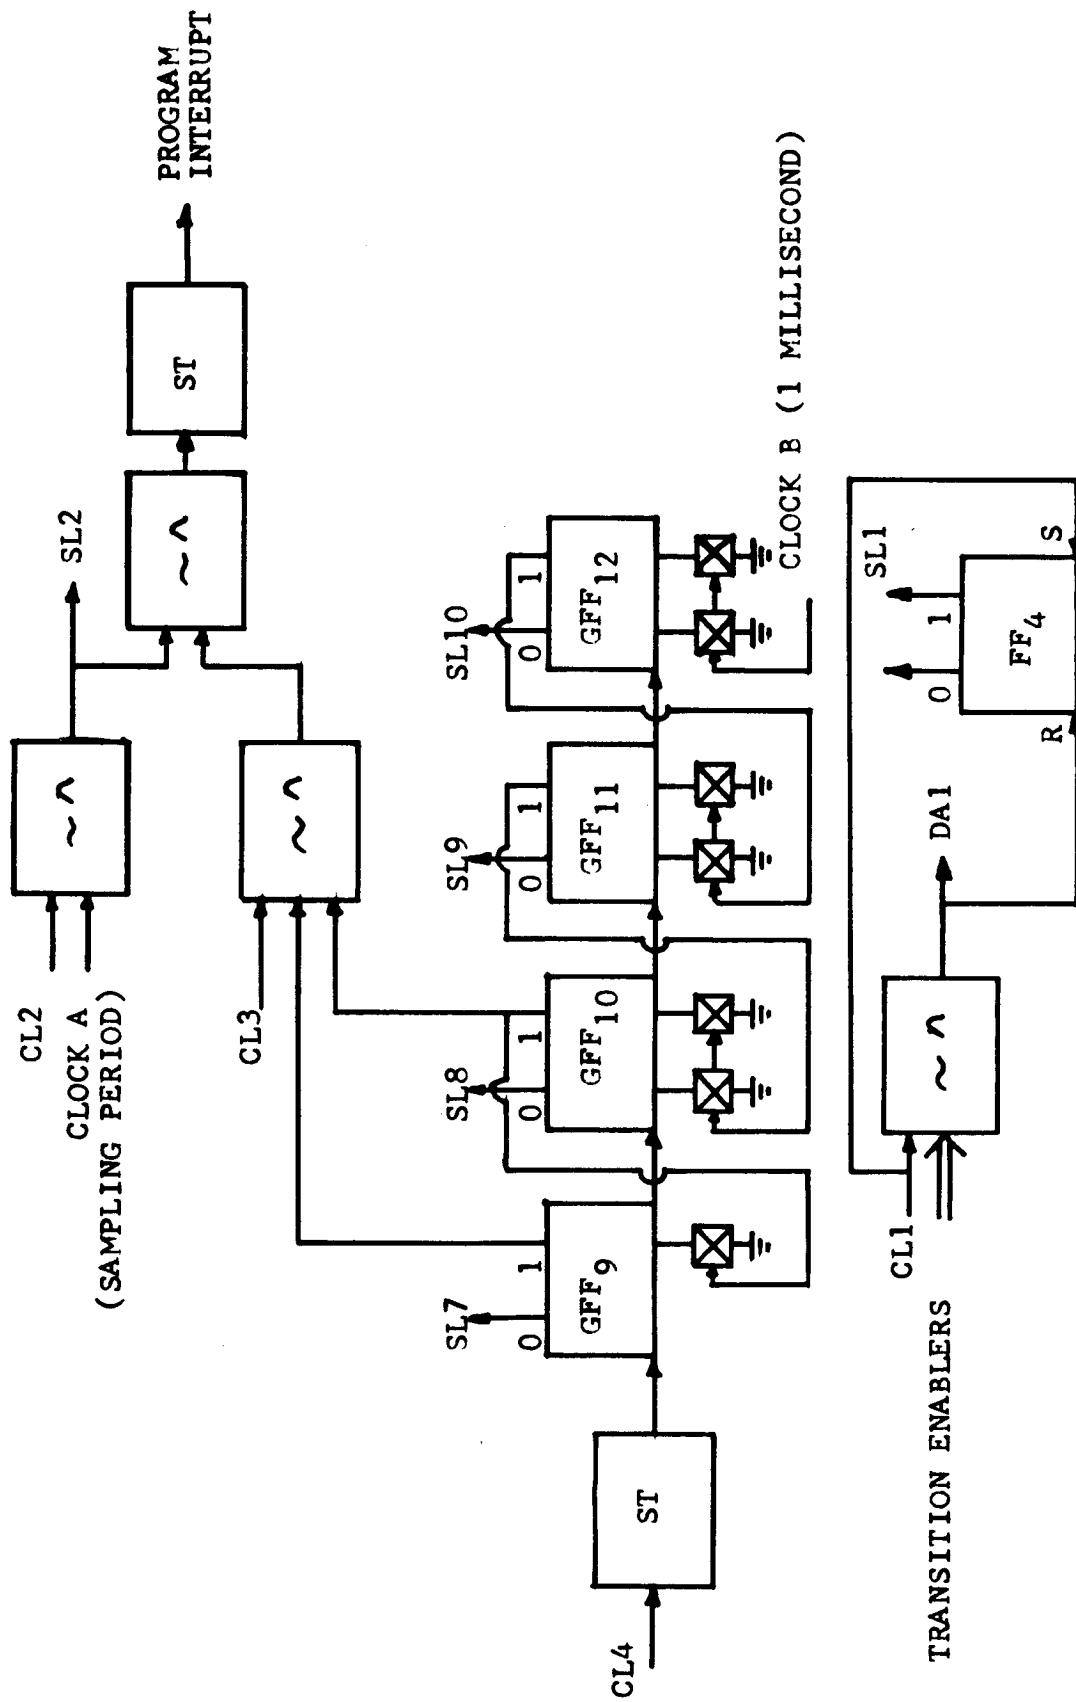 PROGRAM
INTERRUPT
ST
SL2
~ ^
~ ^
CL2
CLOCK A
(SAMPLING PERIOD)
~ ^
CL3
SL7
0 1
GFF9
SL8
0 1
GFF10
SL9
0 1
GFF11
SL10
0 1
GFF12
ST
CL4
CLOCK B (1 MILLISECOND)
SL1
0 1
FF4
R S
DA1
~ ^
CL1
TRANSITION ENABLERS